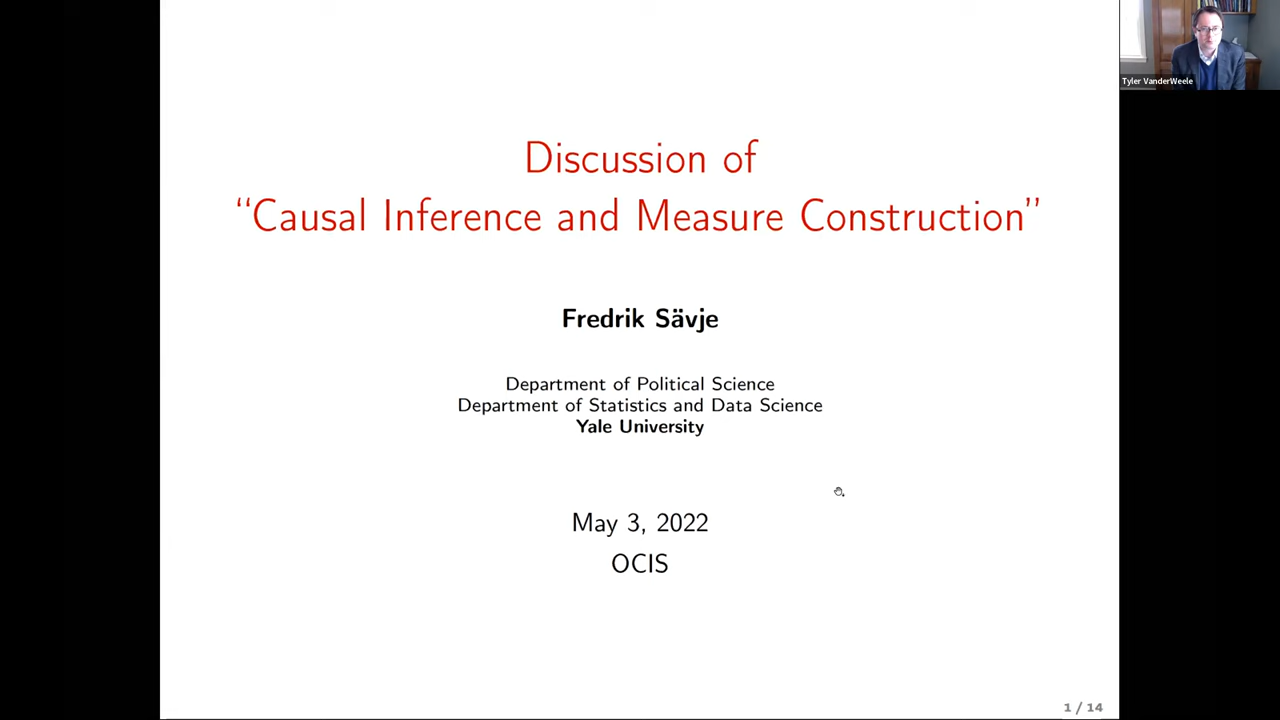 Tyler VanderWeele
Discussion of
“Causal Inference and Measure Construction”
Fredrik Sävje
Department of Political Science
Department of Statistics and Data Science
Yale University
May 3, 2022
OCIS
1 / 14